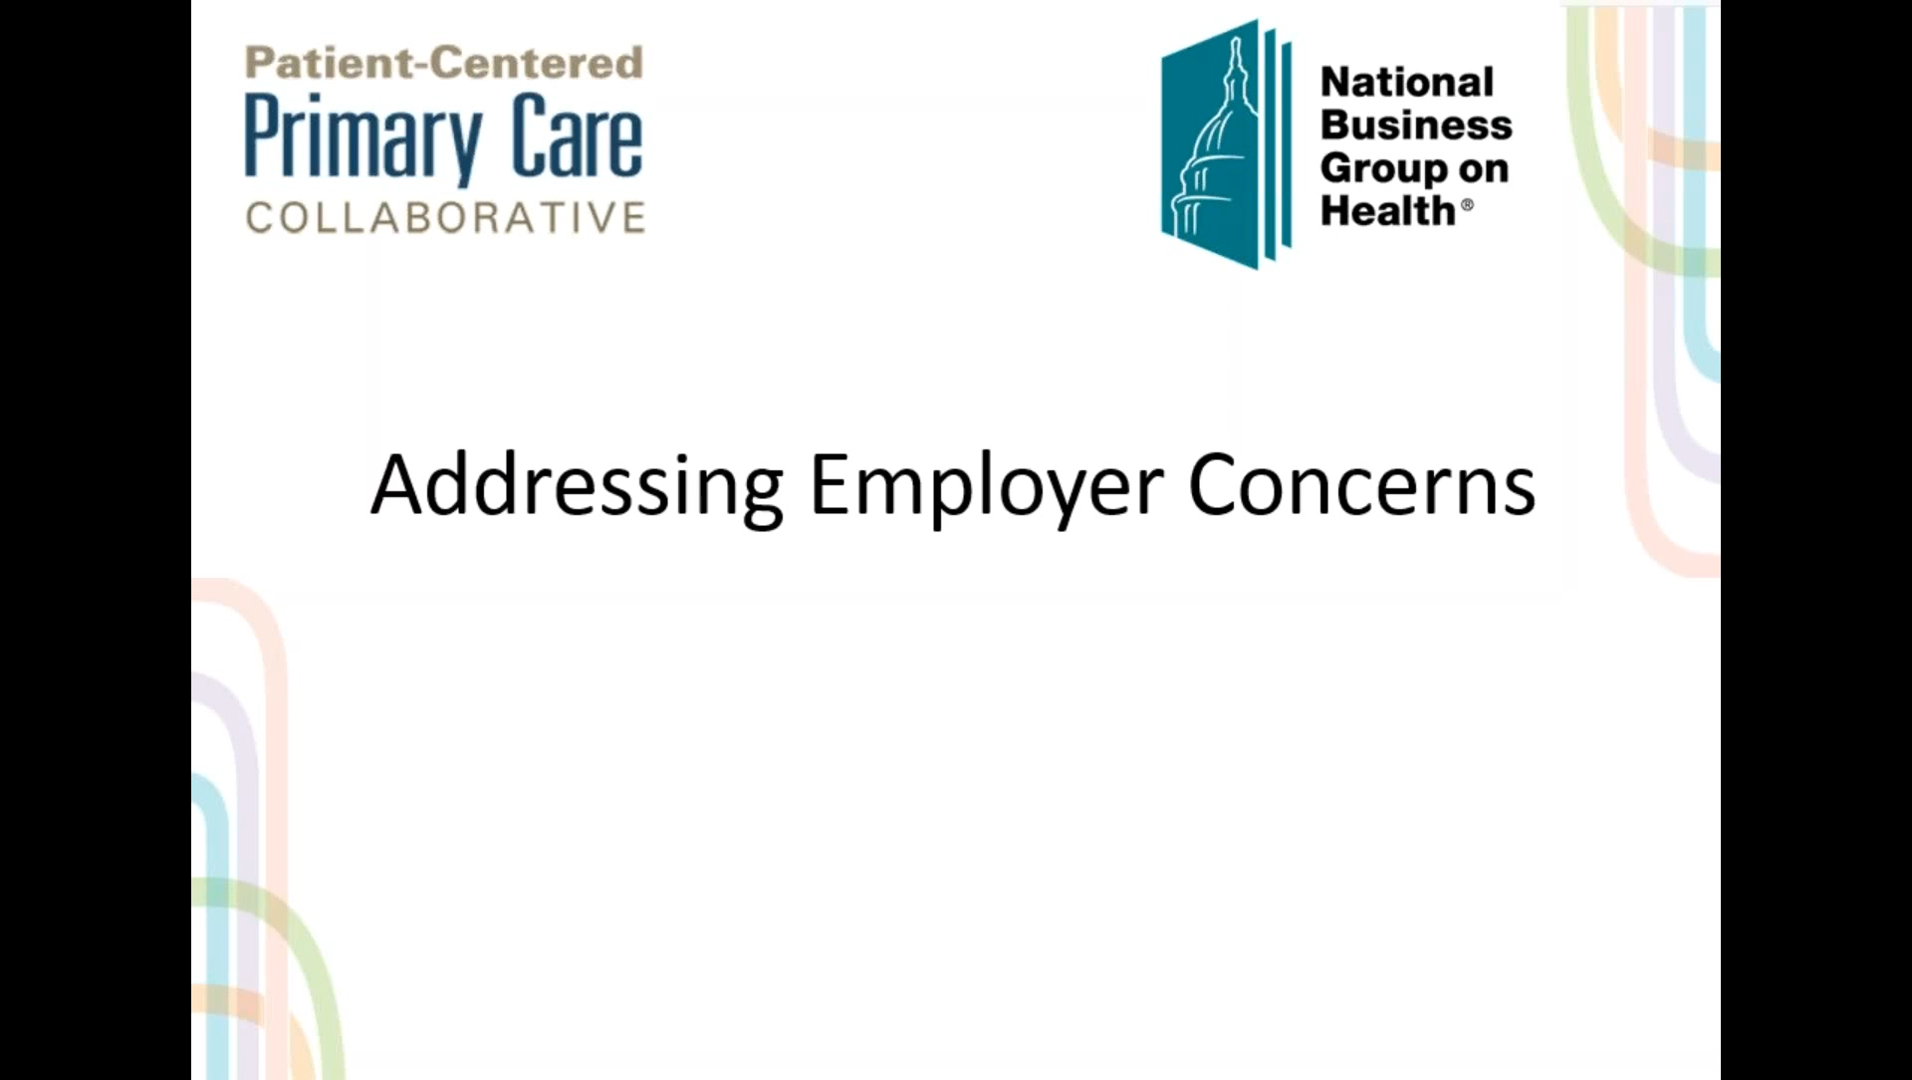 Patient-Centered
Primary Care
COLLABORATIVE
National
Business
Group on
Health®
Addressing Employer Concerns